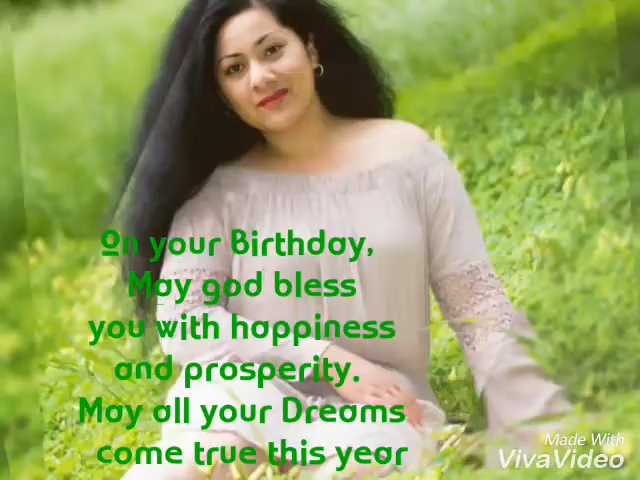 On your Birthday,
May god bless
you with happiness
and prosperity.
May all your Dreams
come true this year
Made With
VivaVideo